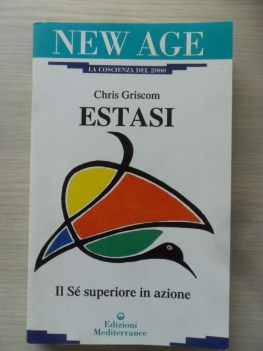 NEW AGE
LA COSCIENZA DEL 2000
Chris Griscom
ESTASI
Il Sé superiore in azione
Edizioni
Mediterranee